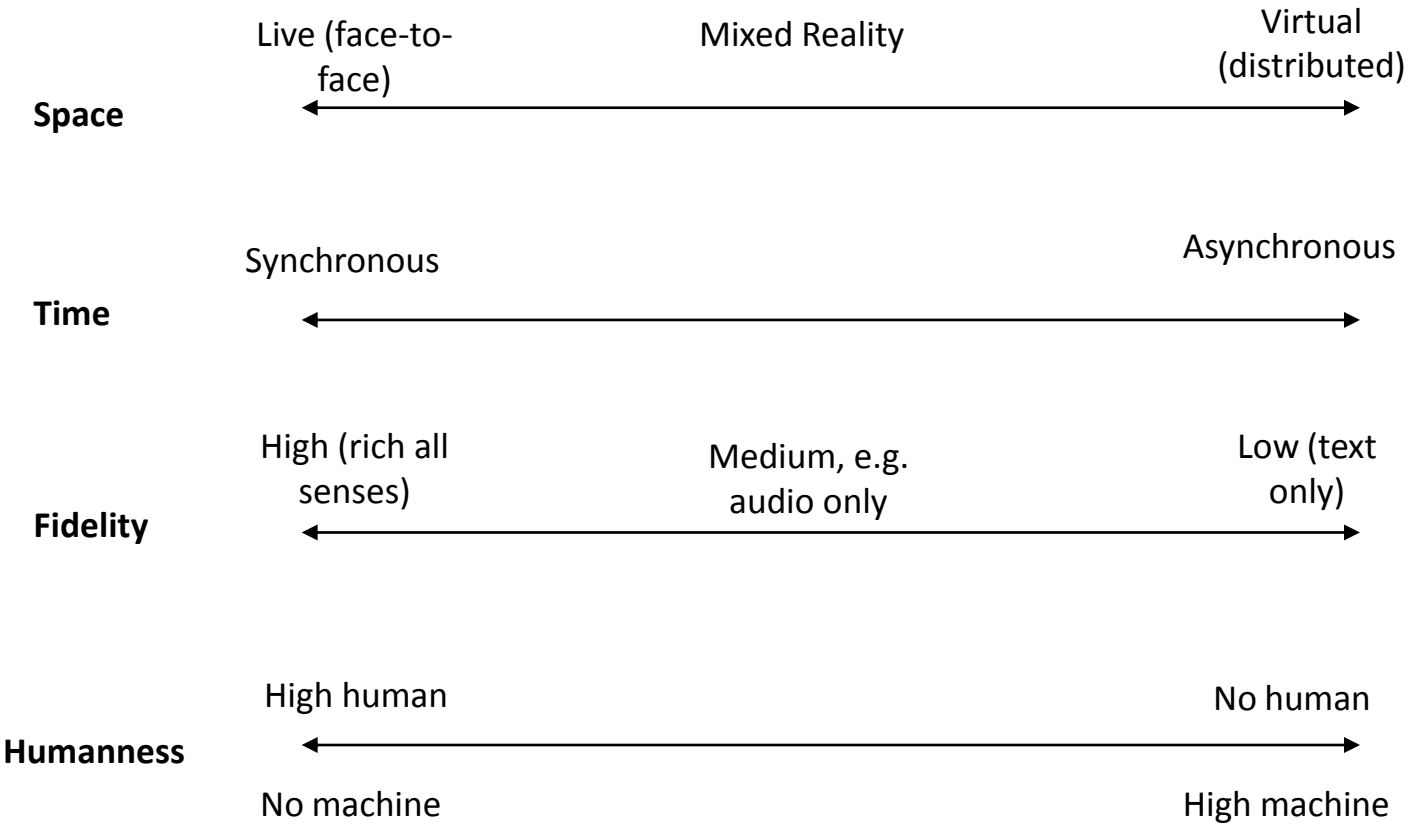 Live (face-to-
face)
Mixed Reality
Virtual
(distributed)
Space
Synchronous
Asynchronous
Time
High (rich all
senses)
Medium, e.g.
audio only
Low (text
only)
Fidelity
High human
No human
Humanness
No machine
High machine